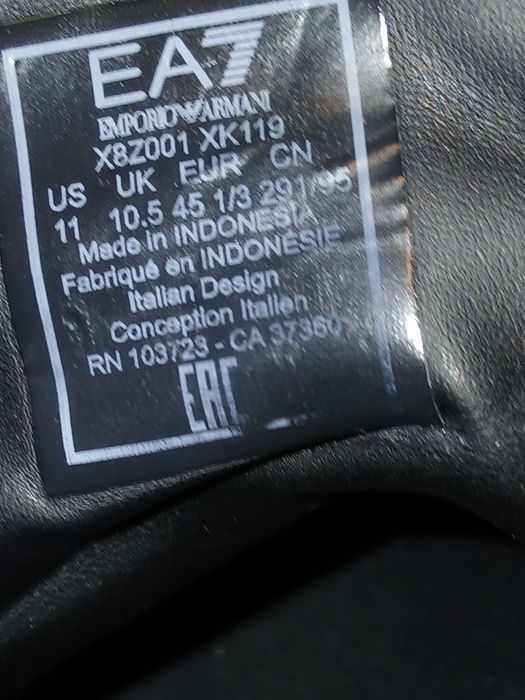 EA7
EMPORIO ARMANI
X8Z001 XK119
US UK EUR CN
11 10.5 45 1/3 291/95
Made in INDONESIA
Fabriqué en INDONÉSIE
Italian Design
Conception Italien
RN 103723 - CA 37360
EAC